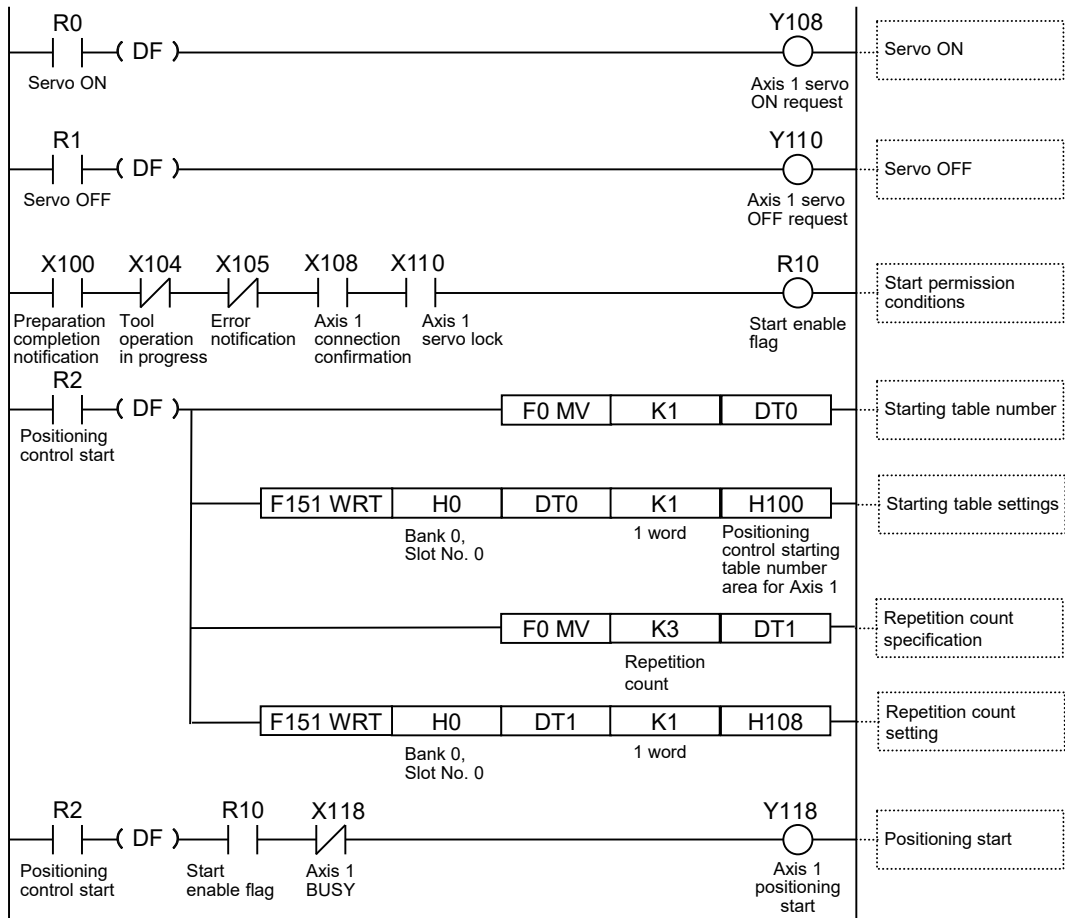 R0
Y108
( DF )
Servo ON
Servo ON
Axis 1 servo
ON request
R1
Y110
( DF )
Servo OFF
Servo OFF
Axis 1 servo
OFF request
X100 X104 X105 X108 X110
R10
Start permission
conditions
Preparation
completion
notification
Tool
operation
in progress
Error
notification
Axis 1
connection
confirmation
Axis 1
servo lock
Start enable
flag
R2
( DF )
F0 MV K1 DT0
Starting table number
Positioning
control start
F151 WRT H0 DT0 K1 H100
Starting table settings
Bank 0,
Slot No. 0
1 word
Positioning
control starting
table number
area for Axis 1
F0 MV K3 DT1
Repetition count
specification
Repetition
count
F151 WRT H0 DT1 K1 H108
Repetition count
setting
Bank 0,
Slot No. 0
1 word
R2 R10 X118
Y118
( DF )
Positioning start
Positioning
control start
Start
enable flag
Axis 1
BUSY
Axis 1
positioning
start